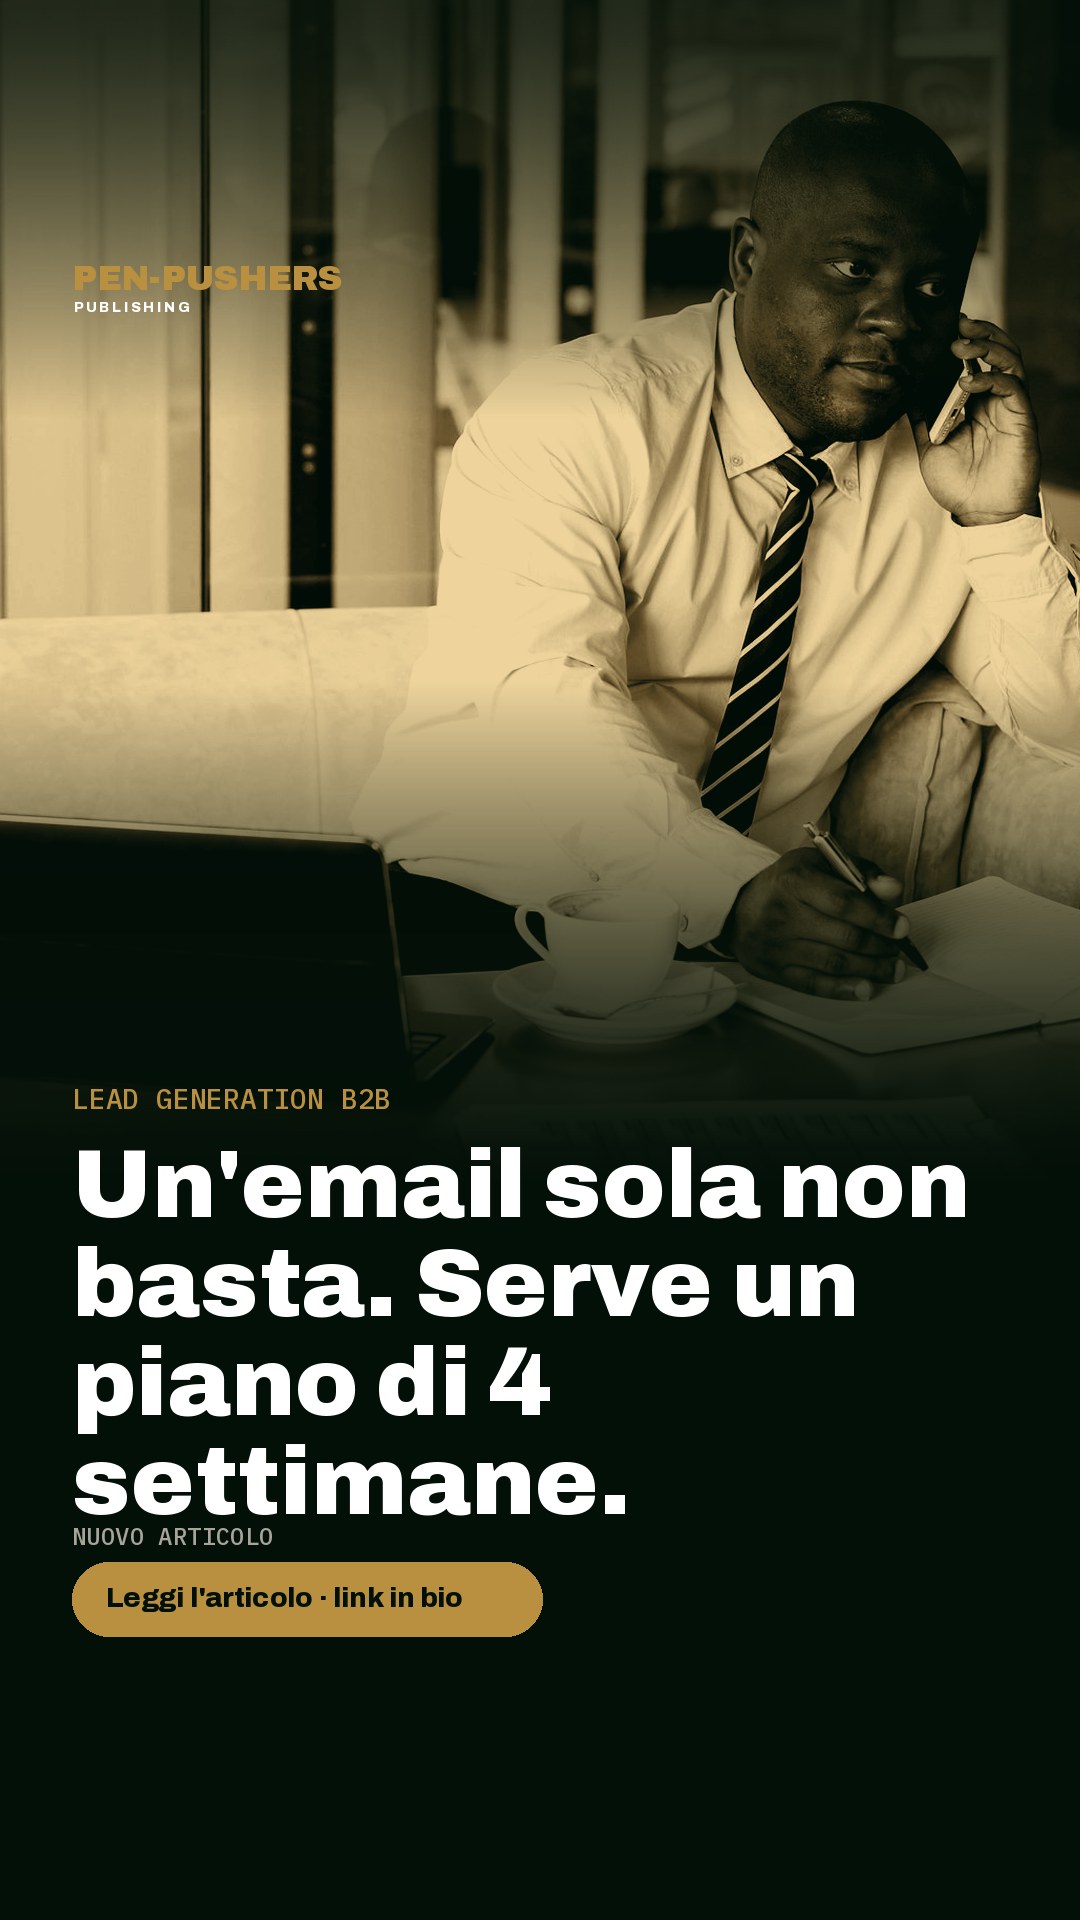 PEN-PUSHERS
PUBLISHING
LEAD GENERATION B2B
Un'email sola non
basta. Serve un
piano di 4
settimane.
NUOVO ARTICOLO
Leggi l'articolo · link in bio